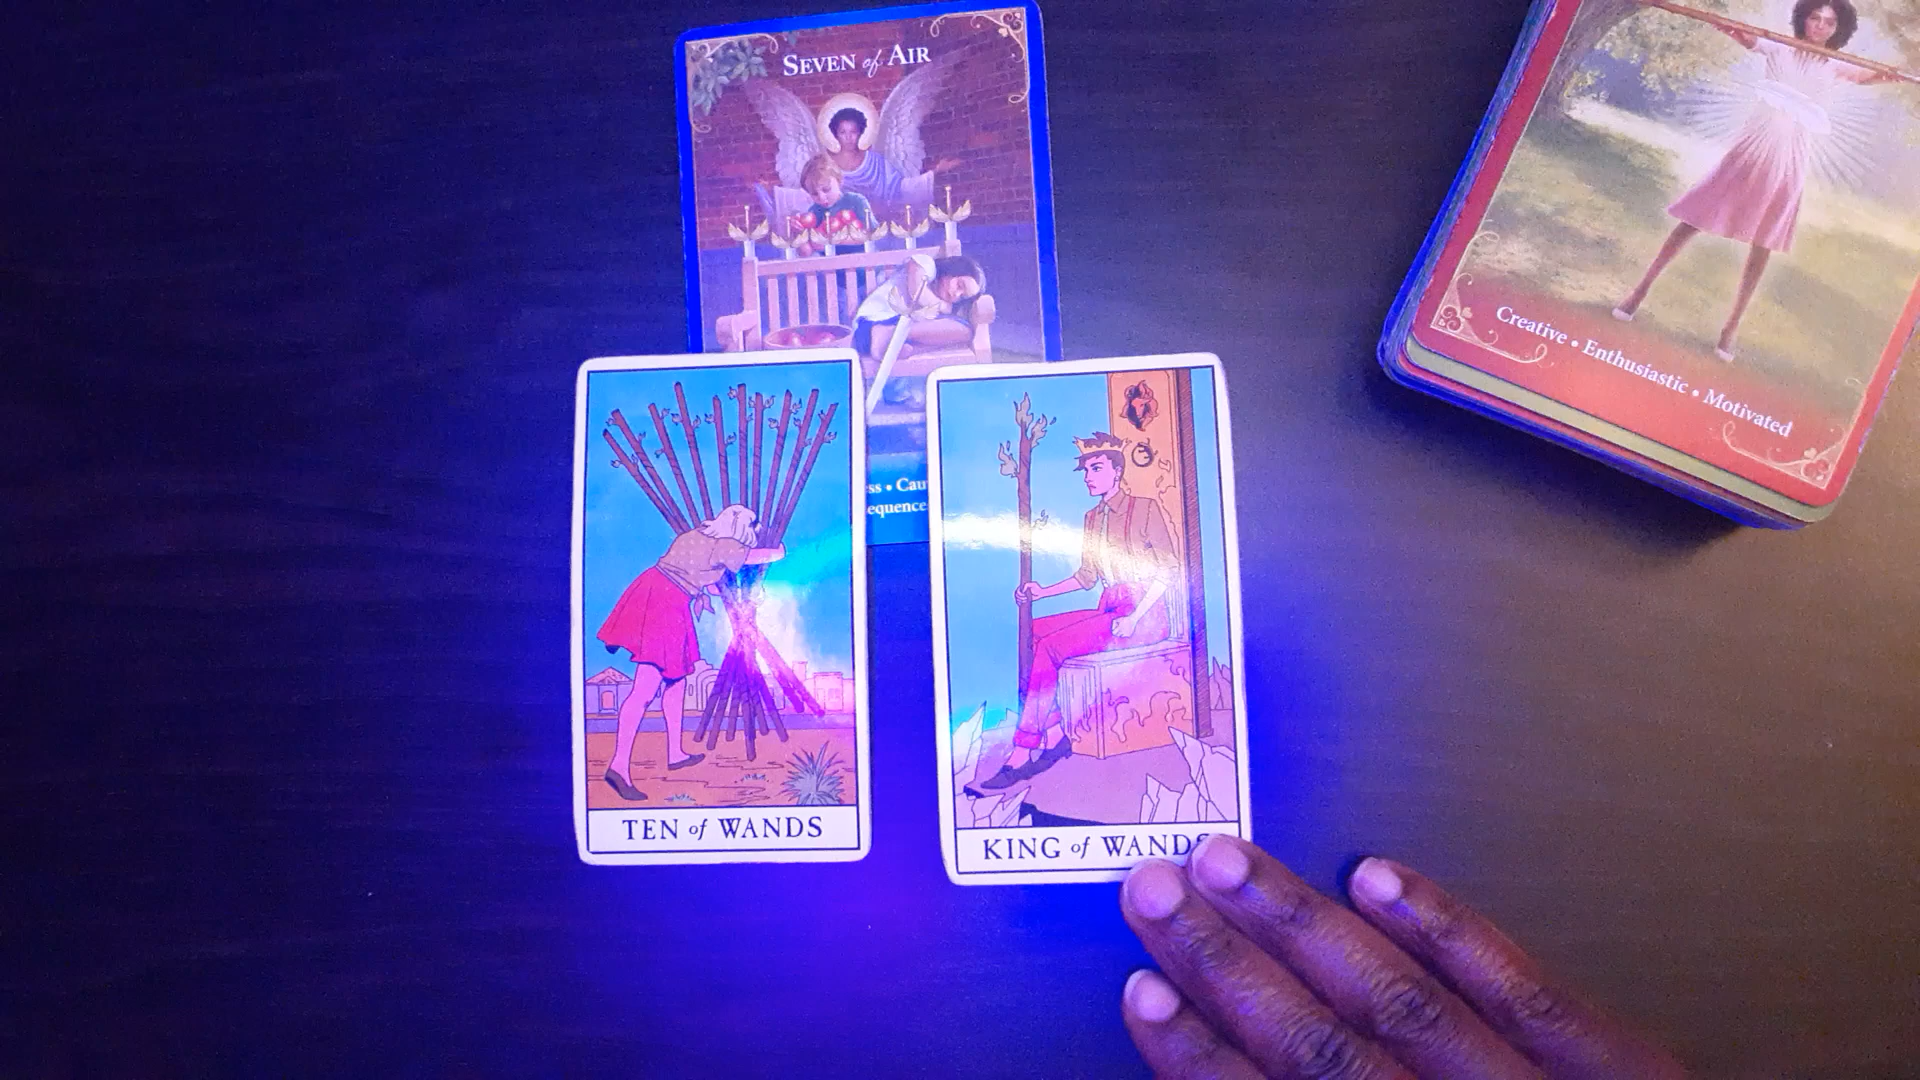 SEVEN of AIR
Creative • Enthusiastic • Motivated
TEN of WANDS
KING of WANDS